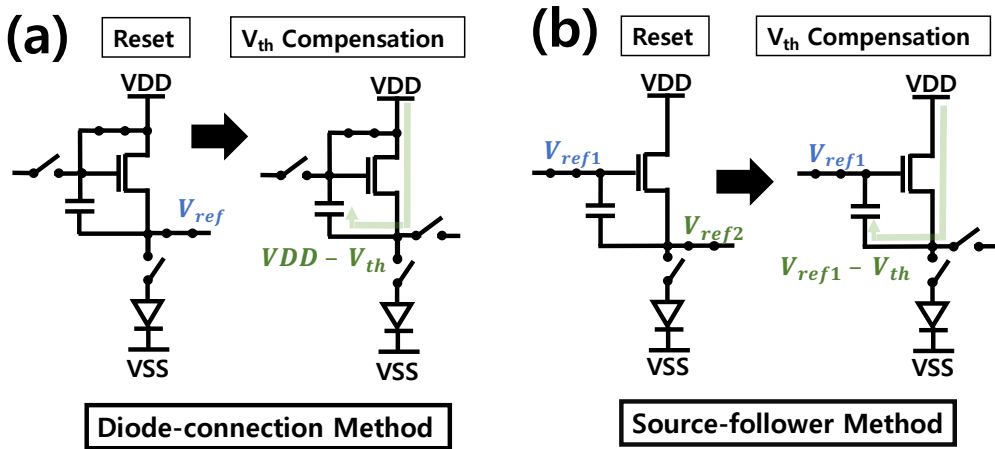 (a)
Reset
Vth Compensation
VDD
VDD
Vref
VDD − Vth
VSS
VSS
Diode-connection Method
(b)
Reset
Vth Compensation
VDD
VDD
Vref1
Vref1
Vref2
Vref1 − Vth
VSS
VSS
Source-follower Method